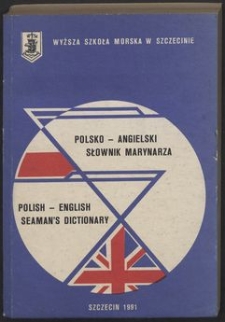 WYŻSZA SZKOŁA MORSKA W SZCZECINIE
POLSKO – ANGIELSKI
SŁOWNIK MARYNARZA
POLISH – ENGLISH
SEAMAN'S DICTIONARY
SZCZECIN 1991